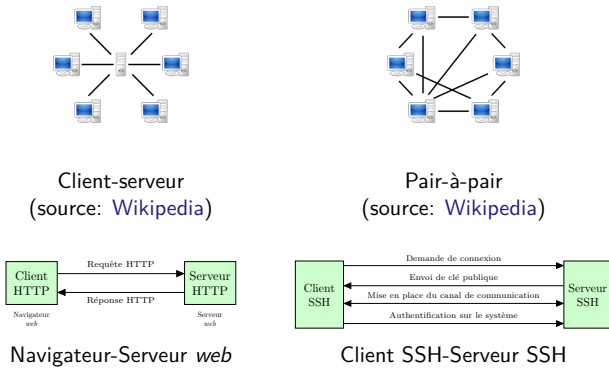 Client-serveur
(source: Wikipedia)
Pair-à-pair
(source: Wikipedia)
Client
HTTP
Requête HTTP
Réponse HTTP
Serveur
HTTP
Navigateur
web
Serveur
web
Navigateur-Serveur web
Client
SSH
Demande de connexion
Envoi de clé publique
Mise en place du canal de communication
Authentification sur le système
Serveur
SSH
Client SSH-Serveur SSH